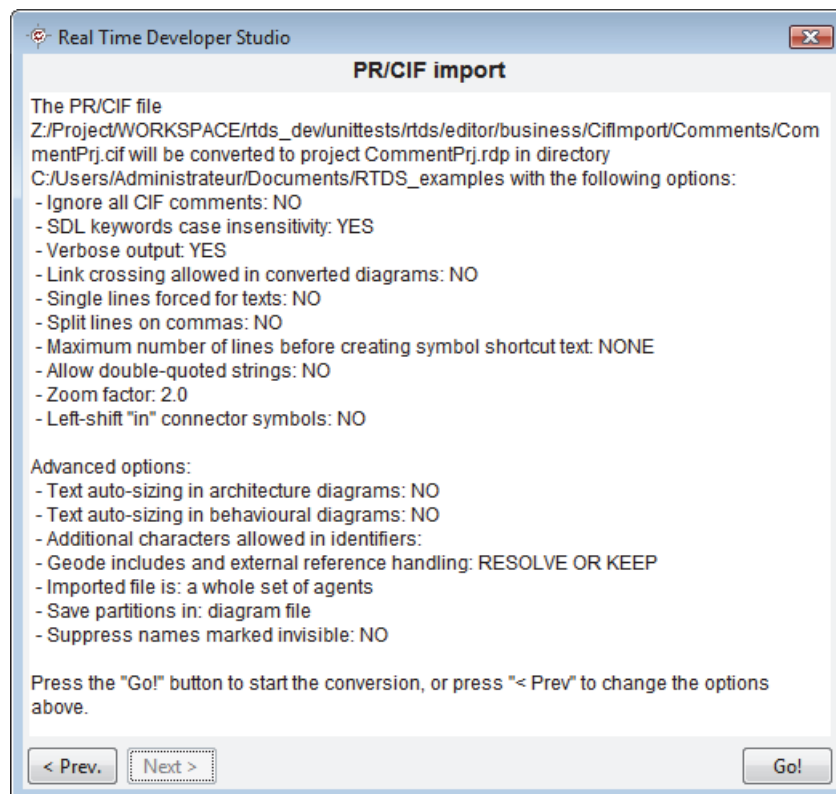 Real Time Developer Studio
PR/CIF import
The PR/CIF file
Z:/Project/WORKSPACE/rtds_dev/unittests/rtds/editor/business/CifImport/Comments/Com
mentPrj.cif will be converted to project CommentPrj.rdp in directory
C:/Users/Administrateur/Documents/RTDS_examples with the following options:
- Ignore all CIF comments: NO
- SDL keywords case insensitivity: YES
- Verbose output: YES
- Link crossing allowed in converted diagrams: NO
- Single lines forced for texts: NO
- Split lines on commas: NO
- Maximum number of lines before creating symbol shortcut text: NONE
- Allow double-quoted strings: NO
- Zoom factor: 2.0
- Left-shift "in" connector symbols: NO
Advanced options:
- Text auto-sizing in architecture diagrams: NO
- Text auto-sizing in behavioural diagrams: NO
- Additional characters allowed in identifiers:
- Geode includes and external reference handling: RESOLVE OR KEEP
- Imported file is: a whole set of agents
- Save partitions in: diagram file
- Suppress names marked invisible: NO
Press the "Go!" button to start the conversion, or press "< Prev" to change the options
above.
< Prev. Next > Go!